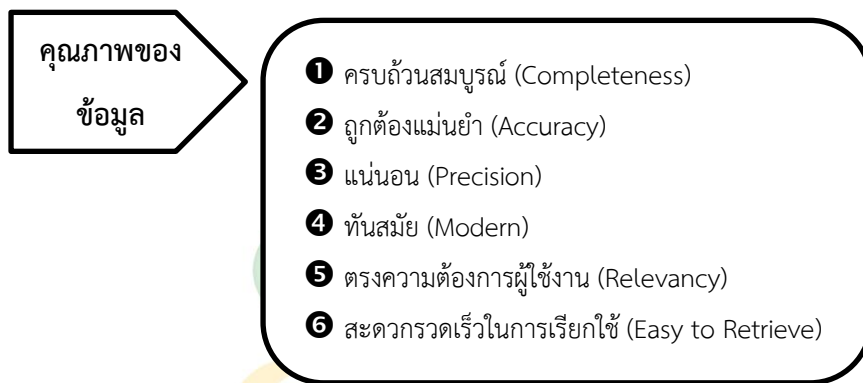 คุณภาพของ
ข้อมูล
❶ ครบถ้วนสมบูรณ์ (Completeness)
❷ ถูกต้องแม่นยำ (Accuracy)
❸ แน่นอน (Precision)
❹ ทันสมัย (Modern)
❺ ตรงความต้องการผู้ใช้งาน (Relevancy)
❻ สะดวกรวดเร็วในการเรียกใช้ (Easy to Retrieve)